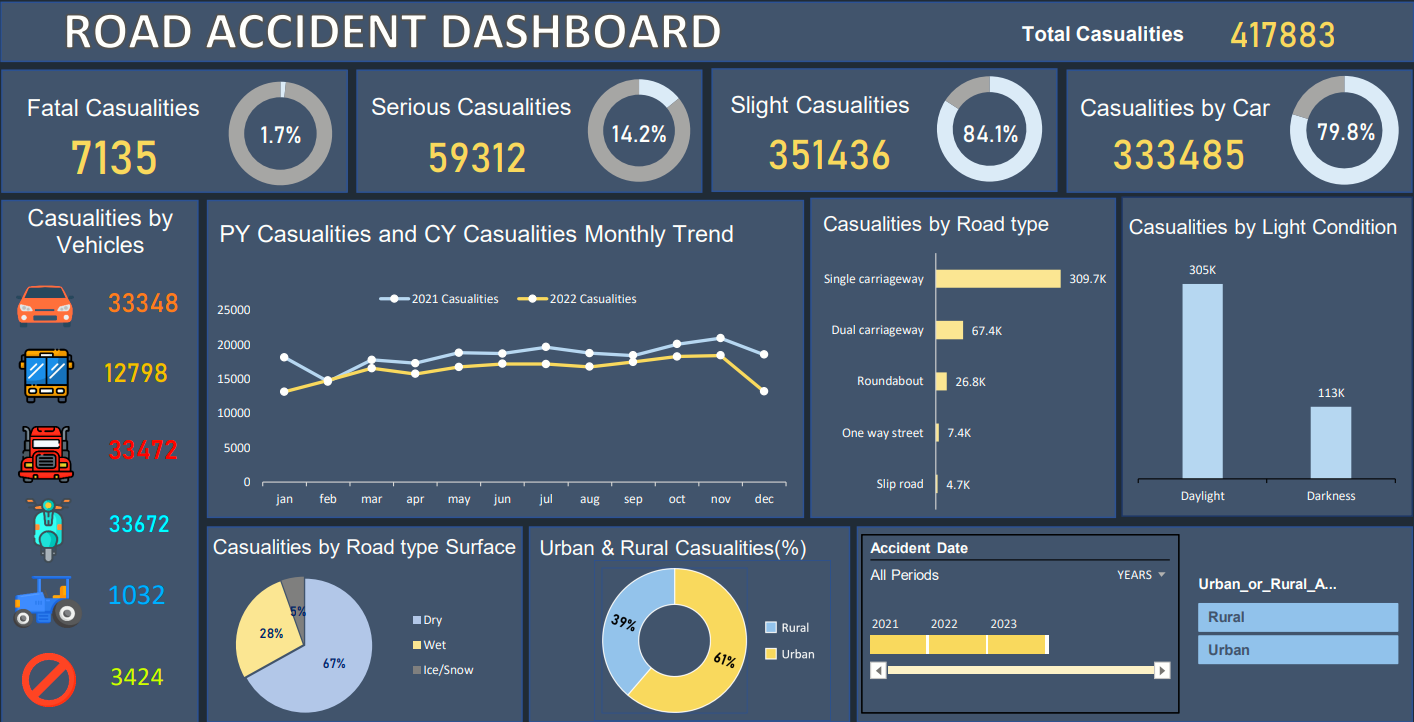 ROAD ACCIDENT DASHBOARD
Total Casualities
417883
Fatal Casualities
7135
1.7%
Serious Casualities
59312
14.2%
Slight Casualities
351436
84.1%
Casualities by Car
333485
79.8%
Casualities by
Vehicles
33348
12798
33472
33672
1032
3424
PY Casualities and CY Casualities Monthly Trend
2021 Casualities
2022 Casualities
25000
20000
15000
10000
5000
0
jan feb mar apr may jun jul aug sep oct nov dec
Casualities by Road type
Single carriageway 309.7K
Dual carriageway 67.4K
Roundabout 26.8K
One way street 7.4K
Slip road 4.7K
Casualities by Light Condition
305K
113K
Daylight Darkness
Casualities by Road type Surface
5%
28%
67%
Dry
Wet
Ice/Snow
Urban & Rural Casualities(%)
39%
61%
Rural
Urban
Accident Date
All Periods YEARS
2021 2022 2023
Urban_or_Rural_A...
Rural
Urban